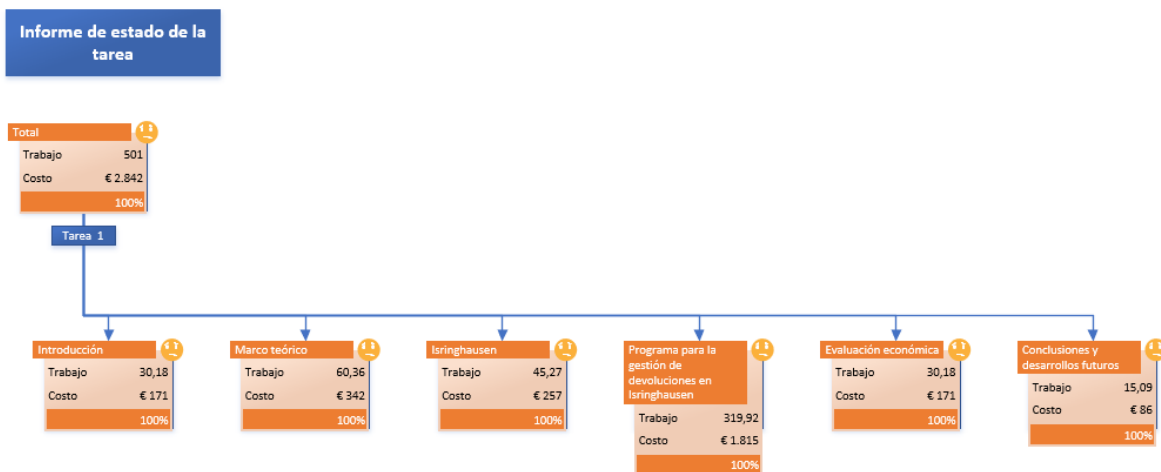 Informe de estado de la
tarea
Total
Trabajo 501
Costo € 2.842
100%
Tarea 1
Introducción
Trabajo 30,18
Costo € 171
100%
Marco teórico
Trabajo 60,36
Costo € 342
100%
Isringhausen
Trabajo 45,27
Costo € 257
100%
Programa para la
gestión de
devoluciones en
Isringhausen
Trabajo 319,92
Costo € 1.815
100%
Evaluación económica
Trabajo 30,18
Costo € 171
100%
Conclusiones y
desarrollos futuros
Trabajo 15,09
Costo € 86
100%